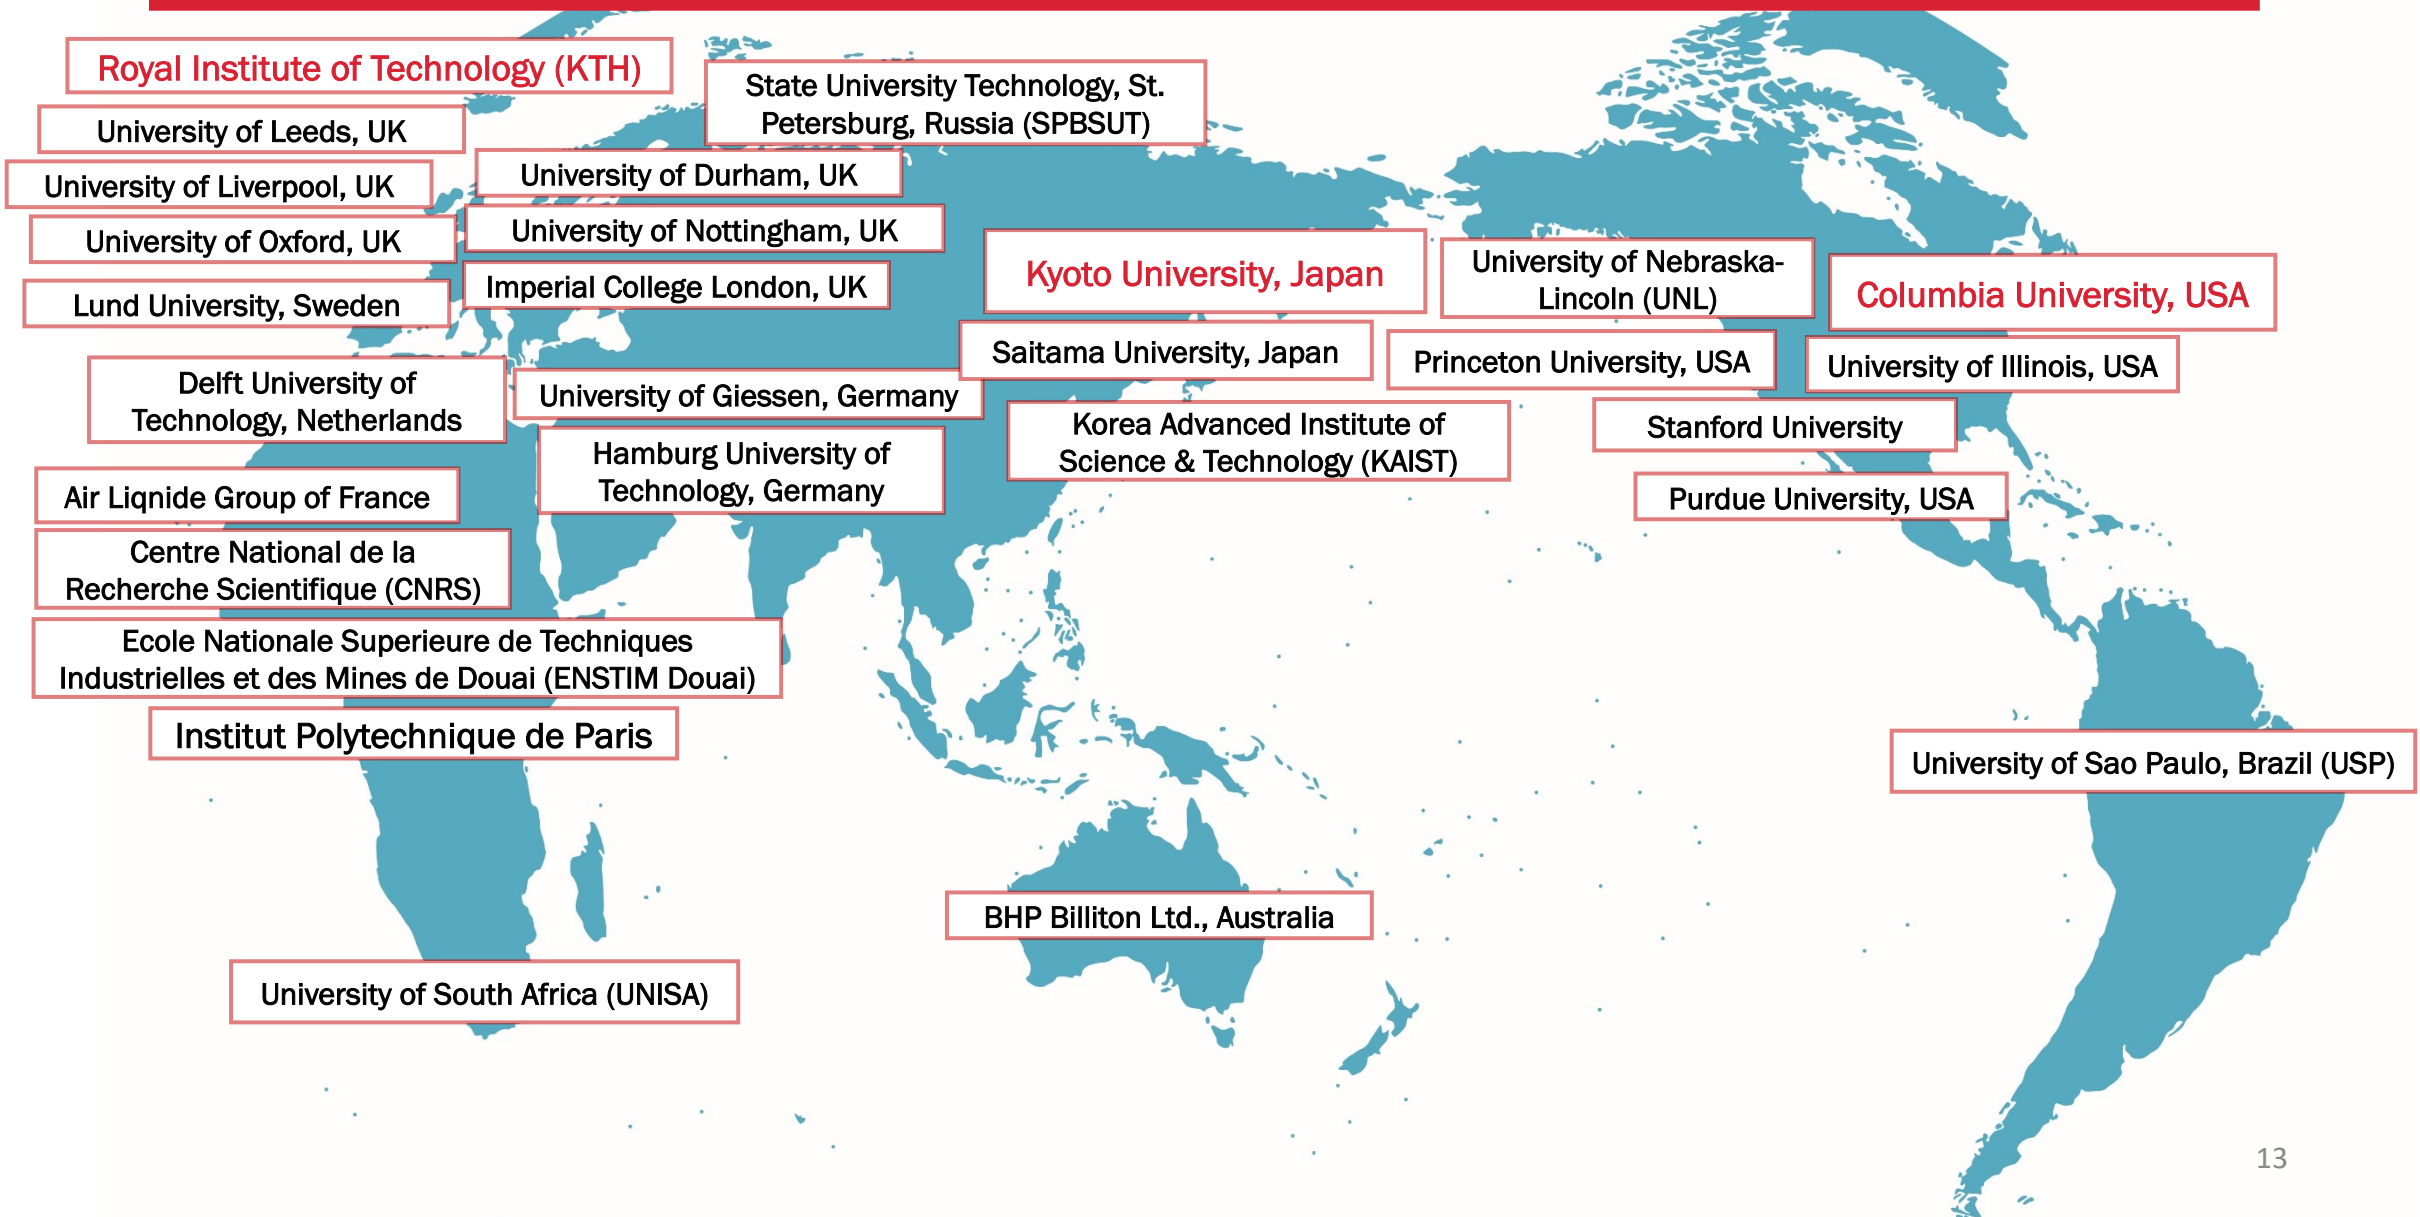 Royal Institute of Technology (KTH)
State University Technology, St.
Petersburg, Russia (SPBSUT)
University of Leeds, UK
University of Liverpool, UK
University of Durham, UK
University of Oxford, UK
University of Nottingham, UK
Lund University, Sweden
Imperial College London, UK
Kyoto University, Japan
University of Nebraska-
Lincoln (UNL)
Columbia University, USA
Saitama University, Japan
Princeton University, USA
University of Illinois, USA
Delft University of
Technology, Netherlands
University of Giessen, Germany
Korea Advanced Institute of
Science & Technology (KAIST)
Stanford University
Hamburg University of
Technology, Germany
Air Liqnide Group of France
Purdue University, USA
Centre National de la
Recherche Scientifique (CNRS)
Ecole Nationale Superieure de Techniques
Industrielles et des Mines de Douai (ENSTIM Douai)
Institut Polytechnique de Paris
University of Sao Paulo, Brazil (USP)
BHP Billiton Ltd., Australia
University of South Africa (UNISA)
13